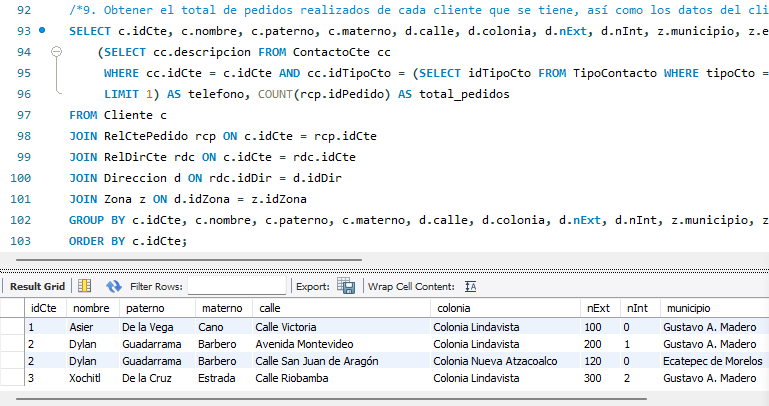 92 /*9. Obtener el total de pedidos realizados de cada cliente que se tiene, así como los datos del cli
93 SELECT c.idCte, c.nombre, c.paterno, c.materno, d.calle, d.colonia, d.nExt, d.nInt, z.municipio, z.e
94 (SELECT cc.descripcion FROM ContactoCte cc
95 WHERE cc.idCte = c.idCte AND cc.idTipoCto = (SELECT idTipoCto FROM TipoContacto WHERE tipoCto =
96 LIMIT 1) AS telefono, COUNT(rcp.idPedido) AS total_pedidos
97 FROM Cliente c
98 JOIN RelCtePedido rcp ON c.idCte = rcp.idCte
99 JOIN RelDirCte rdc ON c.idCte = rdc.idCte
100 JOIN Direccion d ON rdc.idDir = d.idDir
101 JOIN Zona z ON d.idZona = z.idZona
102 GROUP BY c.idCte, c.nombre, c.paterno, c.materno, d.calle, d.colonia, d.nExt, d.nInt, z.municipio, z
103 ORDER BY c.idCte;
Result Grid Filter Rows: Export: Wrap Cell Content: IA
idCte nombre paterno materno calle colonia nExt nInt municipio
1 Asier De la Vega Cano Calle Victoria Colonia Lindavista 100 0 Gustavo A. Madero
2 Dylan Guadarrama Barbero Avenida Montevideo Colonia Lindavista 200 1 Gustavo A. Madero
2 Dylan Guadarrama Barbero Calle San Juan de Aragón Colonia Nueva Atzacoalco 120 0 Ecatepec de Morelos
3 Xochitl De la Cruz Estrada Calle Riobamba Colonia Lindavista 300 2 Gustavo A. Madero